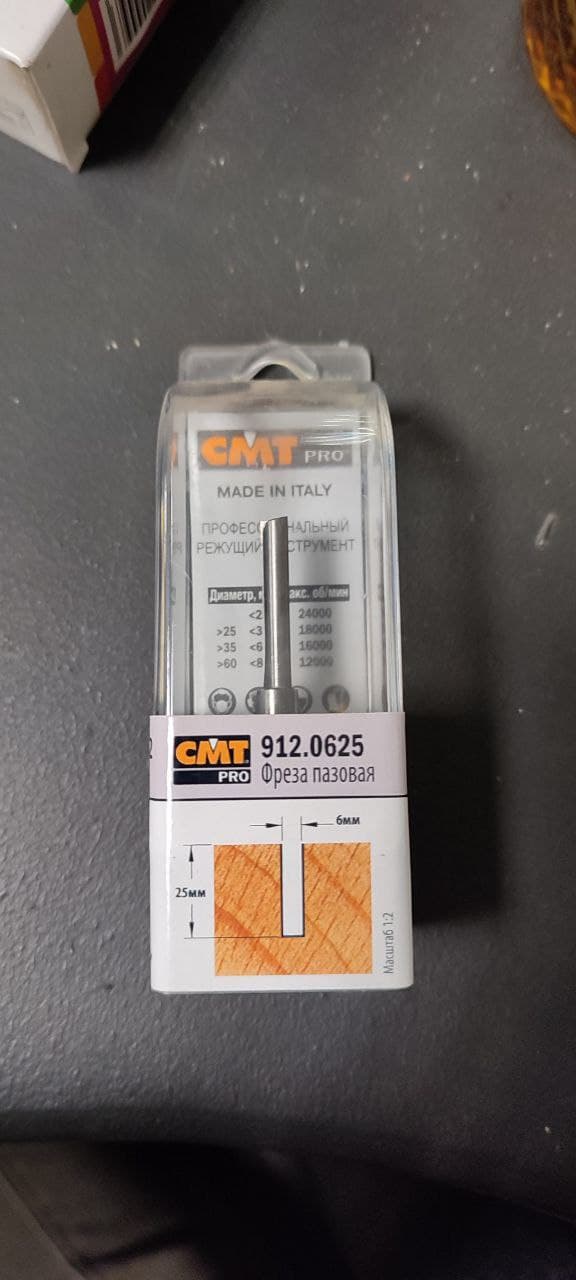 CMT PRO
MADE IN ITALY
ПРОФЕС НАЛЬНЫЙ
РЕЖУЩИЙ СТРУМЕНТ
Диаметр, акс. об/мин
24000
>25 <3 18000
>35 <6 16000
>60 <8 12000
CMT PRO
912.0625
Фреза пазовая
6мм
25мм
Масштаб 1:2